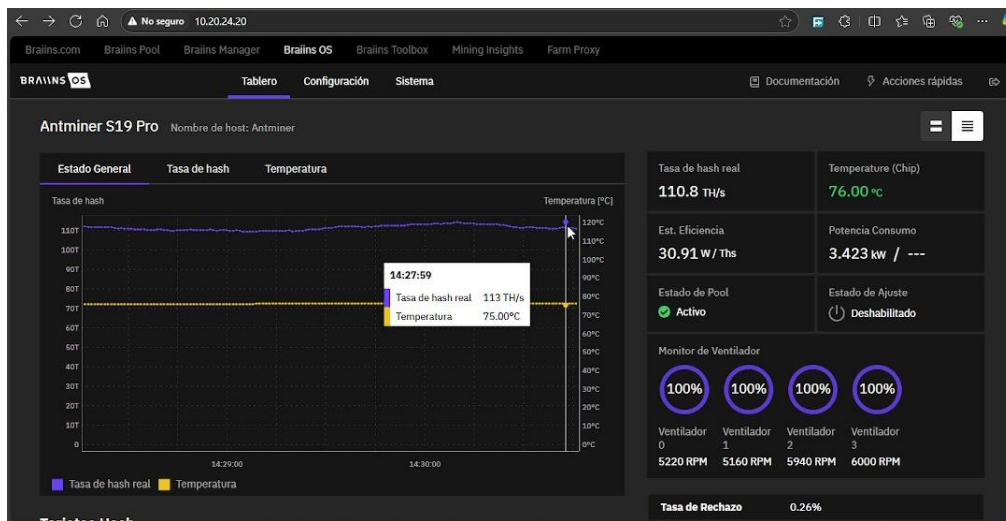 No seguro 10.20.24.20
Braiins.com Braiins Pool Braiins Manager Braiins OS Braiins Toolbox Mining Insights Farm Proxy
BRAIINS OS Tablero Configuración Sistema Documentación Acciones rápidas
Antminer S19 Pro Nombre de host: Antminer
Estado General Tasa de hash Temperatura
Tasa de hash Temperatura [°C]
110T
100T
90T
80T
70T
60T
50T
40T
30T
20T
10T
0
120°C
110°C
100°C
90°C
80°C
70°C
60°C
50°C
40°C
30°C
20°C
10°C
0°C
14:27:59
Tasa de hash real 113 TH/s
Temperatura 75.00°C
14:29:00 14:30:00
Tasa de hash real Temperatura
Tasa de hash real Temperature (Chip)
110.8 TH/s 76.00 °C
Est. Eficiencia Potencia Consumo
30.91 W / Ths 3.423 kW / ---
Estado de Pool Estado de Ajuste
Activo Deshabilitado
Monitor de Ventilador
100% 100% 100% 100%
Ventilador Ventilador Ventilador Ventilador
0 1 2 3
5220 RPM 5160 RPM 5940 RPM 6000 RPM
Tasa de Rechazo 0.26%
Tarjetas Hash